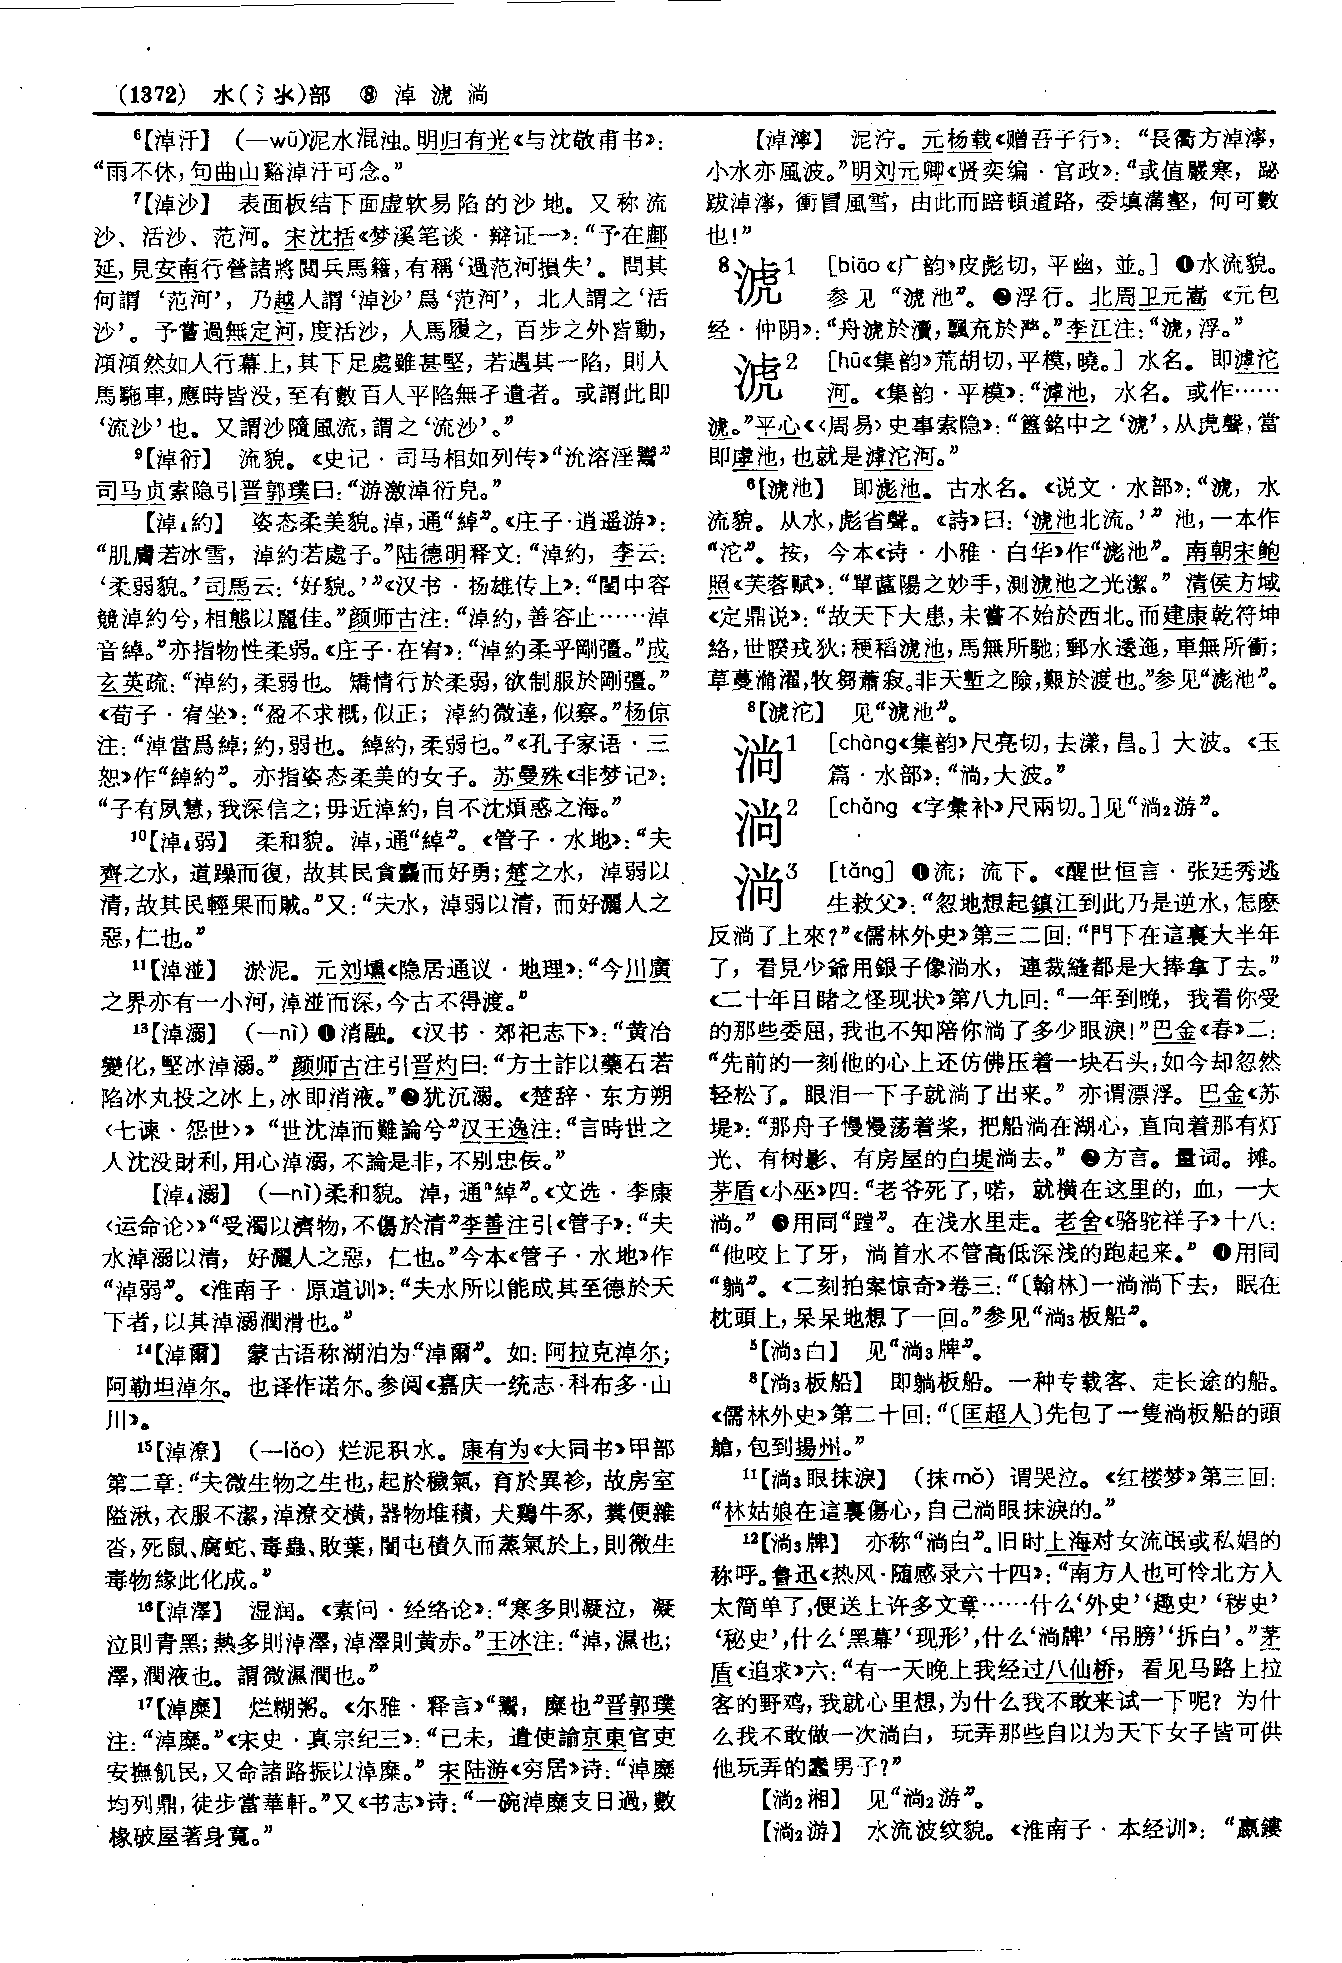 (1372) 水(氵氺)部 ⑧ 淖 淲 淌
⁶【淖汙】 (—wū)泥水混浊。明归有光《与沈敬甫书》:
“雨不休,句曲山谿淖汙可念。”
⁷【淖沙】 表面板结下面虚软易陷的沙地。又称流
沙、活沙、范河。宋沈括《梦溪笔谈·辩证一》:“予在鄜
延,見安南行營諸將閲兵馬籍,有稱‘過范河損失’。問其
何謂‘范河’,乃越人謂‘淖沙’爲‘范河’,北人謂之‘活
沙’。予嘗過無定河,度活沙,人馬履之,百步之外皆動,
澒澒然如人行幕上,其下足處雖甚堅,若遇其一陷,則人
馬駞車,應時皆没,至有數百人平陷無孑遺者。或謂此即
‘流沙’也。又謂沙隨風流,謂之‘流沙’。”
⁹【淖衍】 流貌。《史记·司马相如列传》“沇溶淫鬻”
司马贞索隐引晋郭璞曰:“游激淖衍皃。”
【淖₄約】 姿态柔美貌。淖,通“綽”。《庄子·逍遥游》:
“肌膚若冰雪,淖約若處子。”陆德明释文:“淖約,李云:
‘柔弱貌。’司馬云:‘好貌。’”《汉书·扬雄传上》:“閨中容
競淖約兮,相態以麗佳。”颜师古注:“淖約,善容止……淖
音綽。”亦指物性柔弱。《庄子·在宥》:“淖約柔乎剛彊。”成
玄英疏:“淖約,柔弱也。矯情行於柔弱,欲制服於剛彊。”
《荀子·宥坐》:“盈不求概,似正;淖約微達,似察。”杨倞
注:“淖當爲綽;約,弱也。綽約,柔弱也。”《孔子家语·三
恕》作“綽約”。亦指姿态柔美的女子。苏曼殊《非梦记》:
“子有夙慧,我深信之;毋近淖約,自不沈煩惑之海。”
¹⁰【淖₄弱】 柔和貌。淖,通“綽”。《管子·水地》:“夫
齊之水,道躁而復,故其民貪麤而好勇;楚之水,淖弱以
清,故其民輕果而賊。”又:“夫水,淖弱以清,而好灑人之
惡,仁也。”
¹¹【淖湴】 淤泥。元刘壎《隐居通议·地理》:“今川廣
之界亦有一小河,淖湴而深,今古不得渡。”
¹³【淖溺】 (—nì)❶消融。《汉书·郊祀志下》:“黄冶
變化,堅冰淖溺。”颜师古注引晋灼曰:“方士詐以藥石若
陷冰丸投之冰上,冰即消液。”❷犹沉溺。《楚辞·东方朔
〈七谏·怨世〉》“世沈淖而難論兮”汉王逸注:“言時世之
人沈没財利,用心淖溺,不論是非,不别忠佞。”
【淖₄溺】 (—nì)柔和貌。淖,通“綽”。《文选·李康
〈运命论〉》“受濁以濟物,不傷於清”李善注引《管子》:“夫
水淖溺以清,好灑人之惡,仁也。”今本《管子·水地》作
“淖弱”。《淮南子·原道训》:“夫水所以能成其至德於天
下者,以其淖溺潤滑也。”
¹⁴【淖爾】 蒙古语称湖泊为“淖爾”。如:阿拉克淖尔;
阿勒坦淖尔。也译作诺尔。参阅《嘉庆一统志·科布多·山
川》。
¹⁵【淖潦】 (—lǎo)烂泥积水。康有为《大同书》甲部
第二章:“夫微生物之生也,起於穢氣,育於異袗,故房室
隘湫,衣服不潔,淖潦交橫,器物堆積,犬鷄牛豕,糞便雜
沓,死鼠、腐蛇、毒蟲、敗葉,闇屯積久而蒸氣於上,則微生
毒物緣此化成。”
¹⁶【淖澤】 湿润。《素问·经络论》:“寒多則凝泣,凝
泣則青黑;熱多則淖澤,淖澤則黄赤。”王冰注:“淖,濕也;
澤,潤液也。謂微濕潤也。”
¹⁷【淖糜】 烂糊粥。《尔雅·释言》“鬻,糜也”晋郭璞
注:“淖糜。”《宋史·真宗纪三》:“己未,遣使諭京東官吏
安撫飢民,又命諸路振以淖糜。”宋陆游《穷居》诗:“淖糜
均列鼎,徒步當華軒。”又《书志》诗:“一碗淖糜支日過,數
椽破屋著身寬。”
【淖濘】 泥泞。元杨载《赠吾子行》:“長衢方淖濘,
小水亦風波。”明刘元卿《贤奕编·官政》:“或值嚴寒,跐
跋淖濘,衝冒風雪,由此而踣頓道路,委填溝壑,何可數
也!”
⁸淲¹ [biāo《广韵》皮彪切,平幽,並。]❶水流貌。
参见“淲池”。❷浮行。北周卫元嵩《元包
经·仲阴》:“舟淲於瀆,飄㐬於𠱠。”李江注:“淲,浮。”
淲² [hū《集韵》荒胡切,平模,曉。]水名。即滹沱
河。《集韵·平模》:“滹池,水名。或作……
淲。”平心《〈周易〉史事索隐》:“簋銘中之‘淲’,从虎聲,當
即虖池,也就是滹沱河。”
⁶【淲池】 即滮池。古水名。《说文·水部》:“淲,水
流貌。从水,彪省聲。《詩》曰:‘淲池北流。’”池,一本作
“沱”。按,今本《诗·小雅·白华》作“滮池”。南朝宋鲍
照《芙蓉赋》:“單藍陽之妙手,測淲池之光潔。”清侯方域
《定鼎说》:“故天下大患,未嘗不始於西北。而建康乾符坤
絡,世睽戎狄;稉稻淲池,馬無所馳;郵水逶迤,車無所衝;
草蔓瀚濯,牧芻蕭寂。非天塹之險,艱於渡也。”参见“滮池”。
⁸【淲沱】 见“淲池”。
淌¹ [chàng《集韵》尺亮切,去漾,昌。]大波。《玉
篇·水部》:“淌,大波。”
淌² [chǎng《字彙补》尺兩切。]见“淌₂游”。
淌³ [tǎng]❶流;流下。《醒世恒言·张廷秀逃
生救父》:“忽地想起鎮江到此乃是逆水,怎麽
反淌了上來?”《儒林外史》第三二回:“門下在這裏大半年
了,看見少爺用銀子像淌水,連裁縫都是大捧拿了去。”
《二十年目睹之怪现状》第八九回:“一年到晚,我看你受
的那些委屈,我也不知陪你淌了多少眼淚!”巴金《春》二:
“先前的一刻他的心上还仿佛压着一块石头,如今却忽然
轻松了。眼泪一下子就淌了出来。”亦谓漂浮。巴金《苏
堤》:“那舟子慢慢荡着桨,把船淌在湖心,直向着那有灯
光、有树影、有房屋的白堤淌去。”❷方言。量词。摊。
茅盾《小巫》四:“老爷死了,喏,就横在这里的,血,一大
淌。”❸用同“蹚”。在浅水里走。老舍《骆驼祥子》十八:
“他咬上了牙,淌首水不管高低深浅的跑起来。”❹用同
“躺”。《二刻拍案惊奇》卷三:“〔翰林〕一淌淌下去,眠在
枕頭上,呆呆地想了一回。”参见“淌₃板船”。
⁵【淌₃白】 见“淌₃牌”。
⁸【淌₃板船】 即躺板船。一种专载客、走长途的船。
《儒林外史》第二十回:“〔匡超人〕先包了一隻淌板船的頭
艙,包到揚州。”
¹¹【淌₃眼抹淚】 (抹mǒ) 谓哭泣。《红楼梦》第三回:
“林姑娘在這裏傷心,自己淌眼抹淚的。”
¹²【淌₃牌】 亦称“淌白”。旧时上海对女流氓或私娼的
称呼。鲁迅《热风·随感录六十四》:“南方人也可怜北方人
太简单了,便送上许多文章……什么‘外史’‘趣史’‘秽史’
‘秘史’,什么‘黑幕’‘现形’,什么‘淌牌’‘吊膀’‘拆白’。”茅
盾《追求》六:“有一天晚上我经过八仙桥,看见马路上拉
客的野鸡,我就心里想,为什么我不敢来试一下呢?为什
么我不敢做一次淌白,玩弄那些自以为天下女子皆可供
他玩弄的蠢男子?”
【淌₂湘】 见“淌₂游”。
【淌₂游】 水流波纹貌。《淮南子·本经训》:“嬴鏤